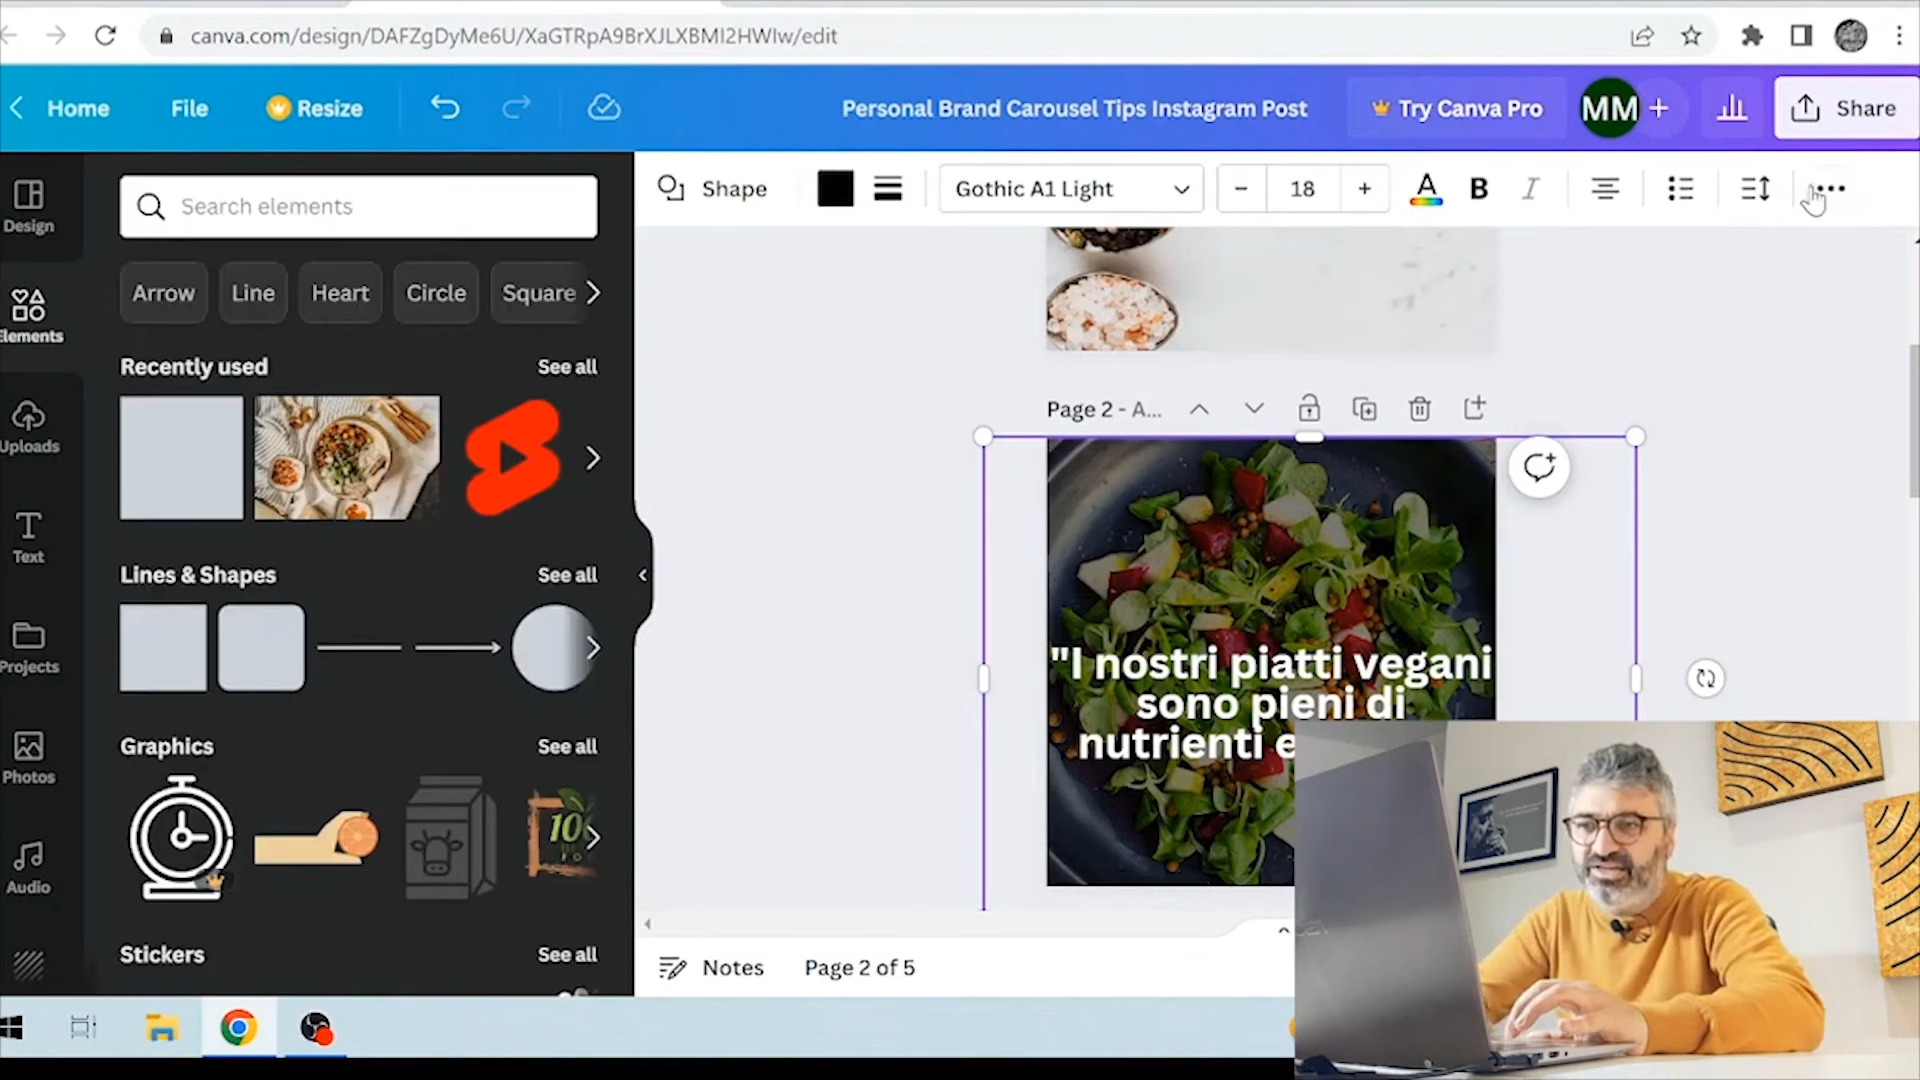 canva.com/design/DAFZgDyMe6U/XaGTRpA9BrXJLXBMI2HWIw/edit
Home
File
Resize
Personal Brand Carousel Tips Instagram Post
Try Canva Pro
MM
+
Share
Design
Elements
Uploads
Text
Projects
Photos
Audio
Search elements
Arrow
Line
Heart
Circle
Square
Recently used
See all
Lines & Shapes
See all
Graphics
See all
10
Stickers
See all
Shape
Gothic A1 Light
18
A
B
I
Page 2 - A...
"I nostri piatti vegani
sono pieni di
nutrienti e
Notes
Page 2 of 5